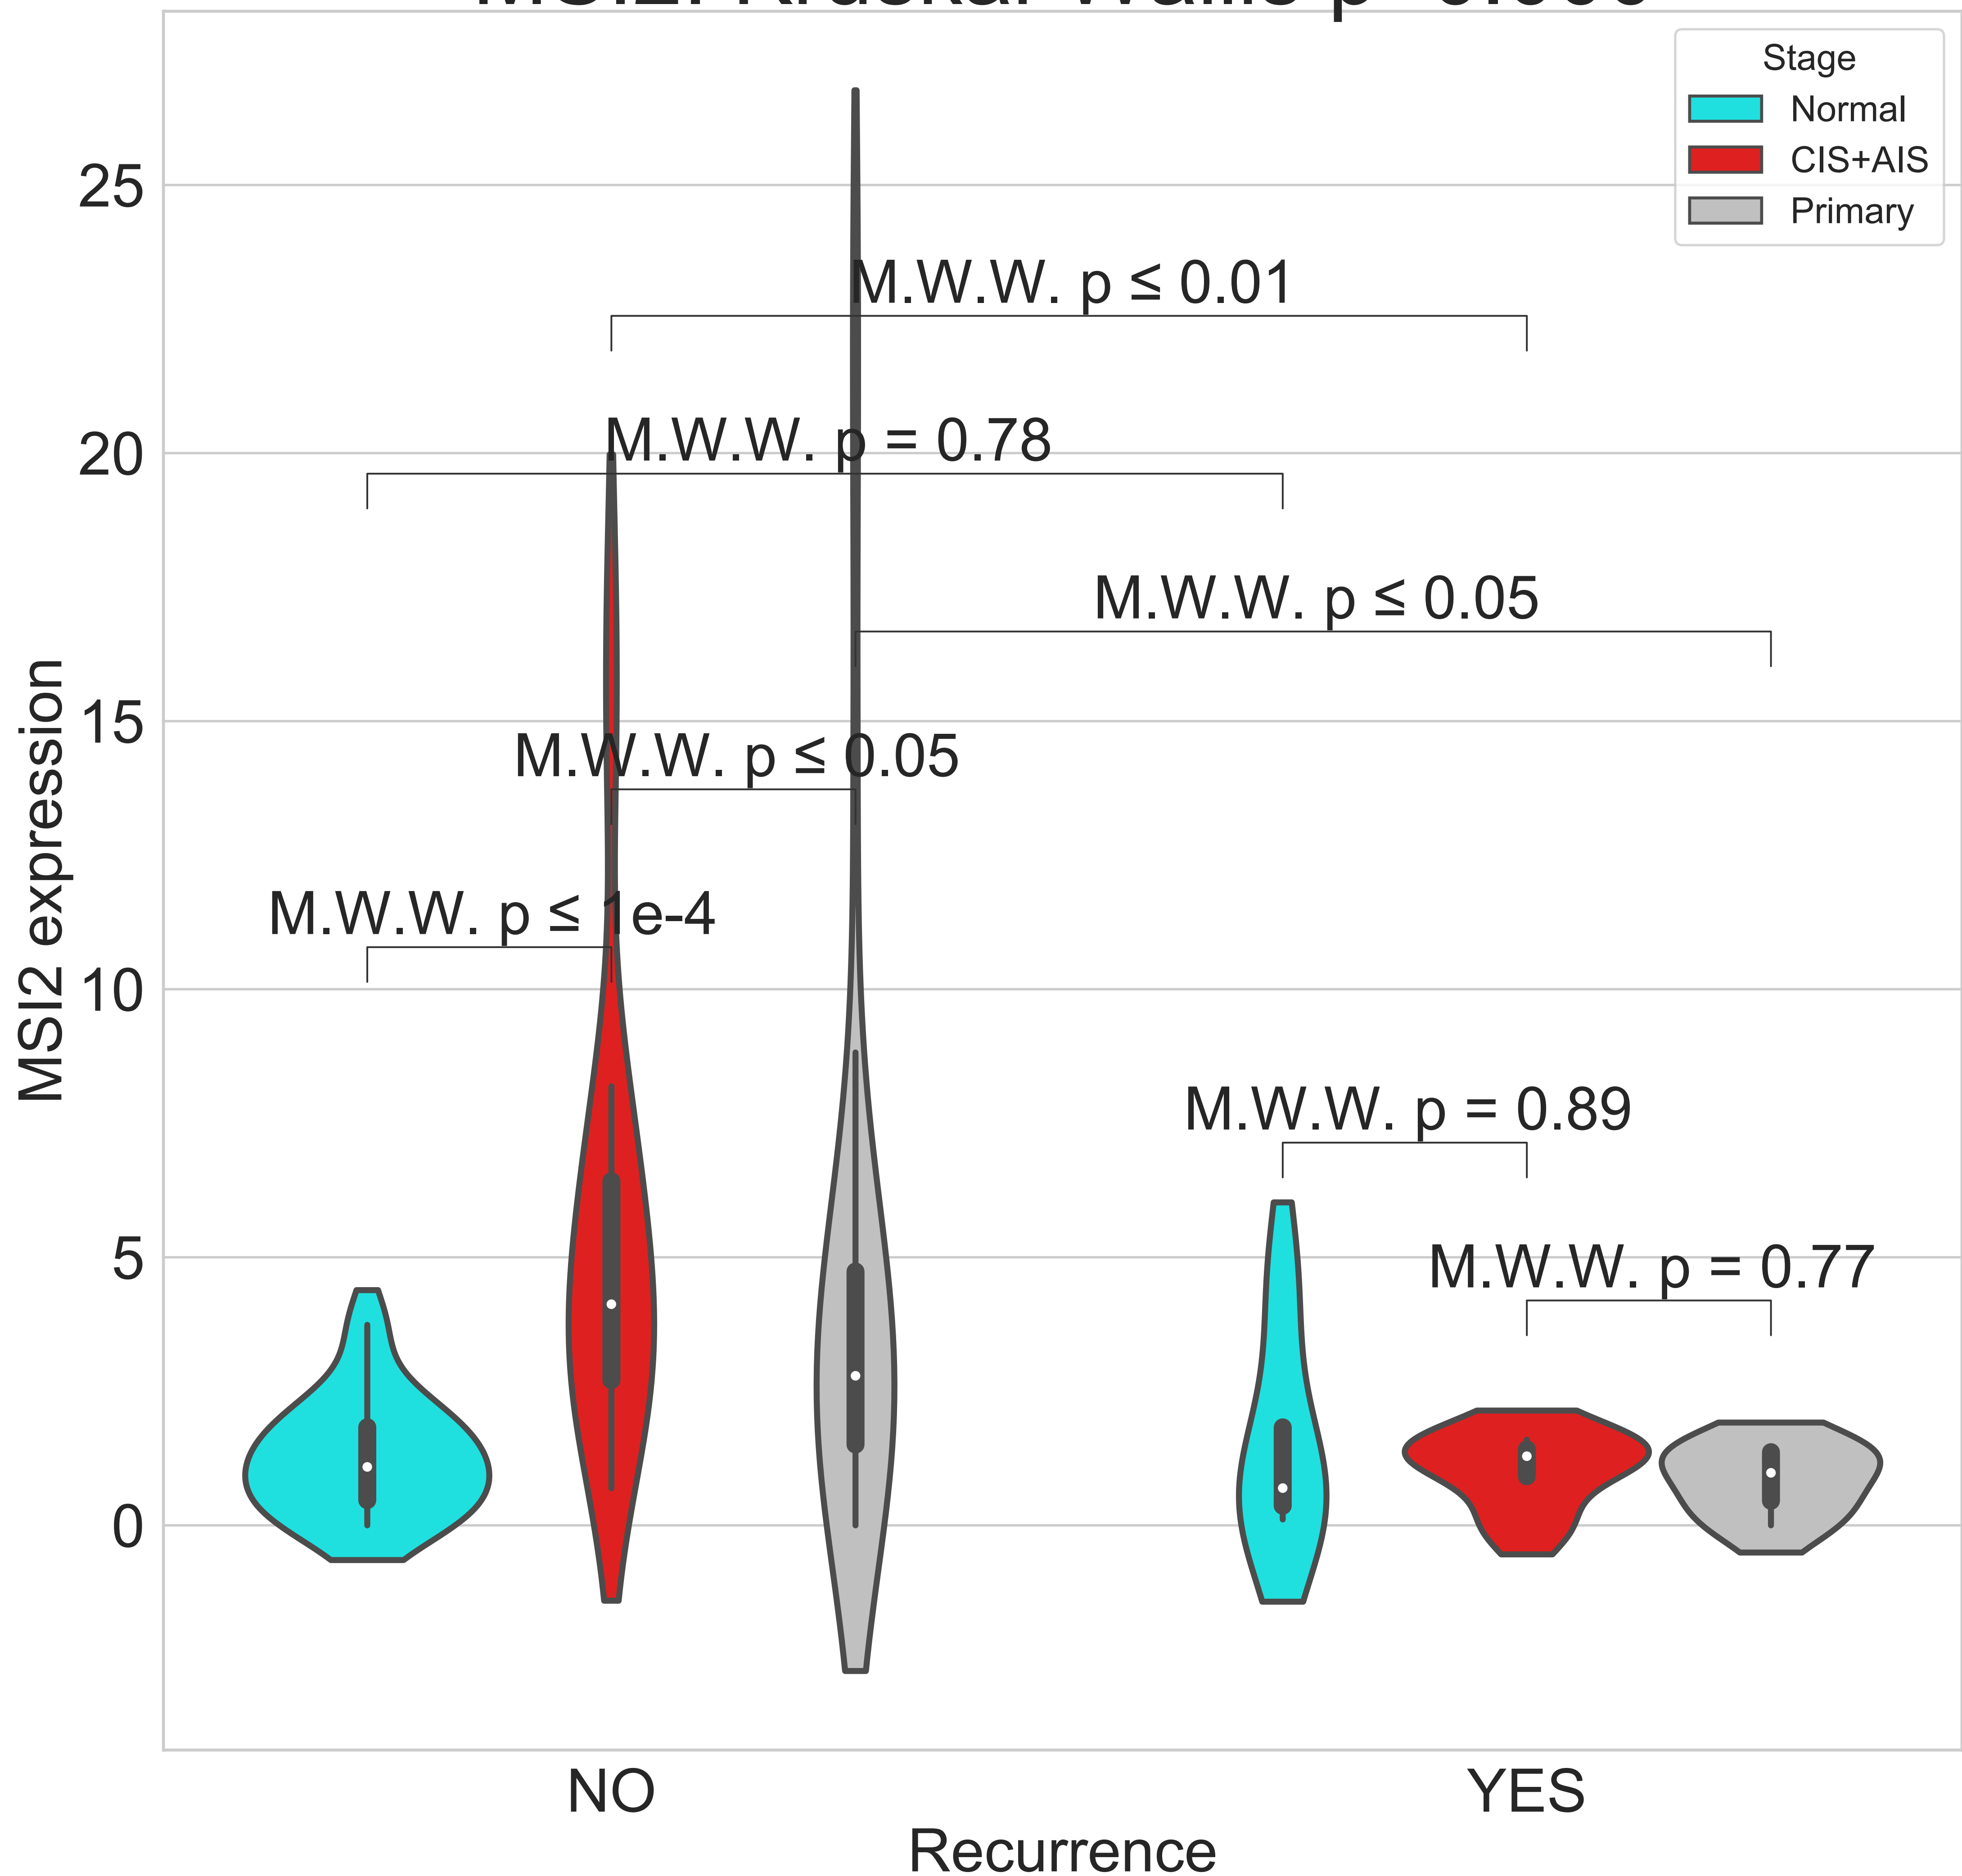 Stage
Normal
CIS+AIS
Primary
25
20
15
10
5
0
MSI2 expression
M.W.W. p ≤ 0.01
M.W.W. p = 0.78
M.W.W. p ≤ 0.05
M.W.W. p ≤ 0.05
M.W.W. p ≤ 1e-4
M.W.W. p = 0.89
M.W.W. p = 0.77
NO
YES
Recurrence